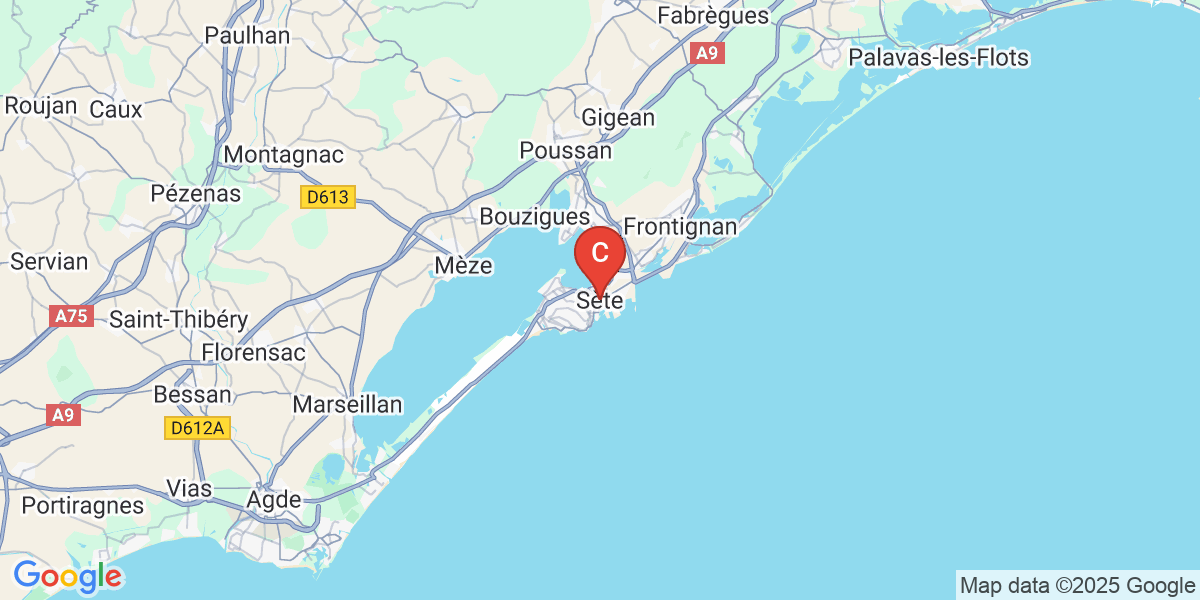 Fabrègues
Paulhan
A9
Palavas-les-Flots
Roujan
Caux
Gigean
Poussan
Montagnac
Pézenas
D613
Bouzigues
Frontignan
C
Servian
Mèze
Sète
A75
Saint-Thibéry
Florensac
Bessan
Marseillan
A9
D612A
Vias
Agde
Portiragnes
Google
Map data ©2025 Google